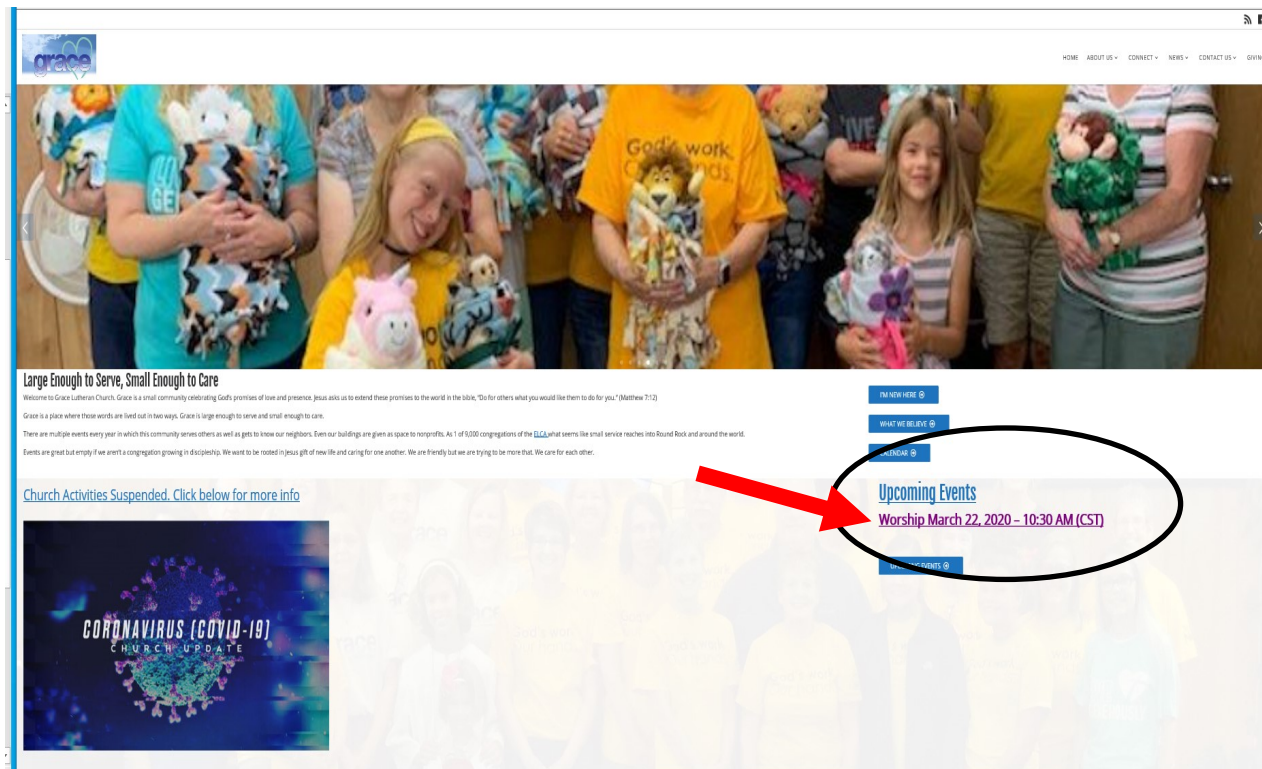 grace
HOME ABOUT US CONNECT NEWS CONTACT US GIVING
God's work
Large Enough to Serve, Small Enough to Care
Welcome to Grace Lutheran Church. Grace is a small community celebrating God's promises of love and presence. Jesus asks us to extend these promises to the world in the bible, "Do for others what you would like them to do for you." (Matthew 7:12)
Grace is a place where those words are lived out in two ways. Grace is large enough to serve and small enough to care.
There are multiple events every year in which this community serves others as well as gets to know our neighbors. Even our buildings are given as space to nonprofits. As 1 of 9,000 congregations of the ELCA what seems like small service reaches into Round Rock and around the world.
Events are great but empty if we aren't a congregation growing in discipleship. We want to be rooted in Jesus gift of new life and caring for one another. We are friendly but we are trying to be more that. We care for each other.
I'M NEW HERE
WHAT WE BELIEVE
CALENDAR
Church Activities Suspended. Click below for more info
CORONAVIRUS (COVID-19)
CHURCH UPDATE
Upcoming Events
Worship March 22, 2020 – 10:30 AM (CST)
UPCOMING EVENTS